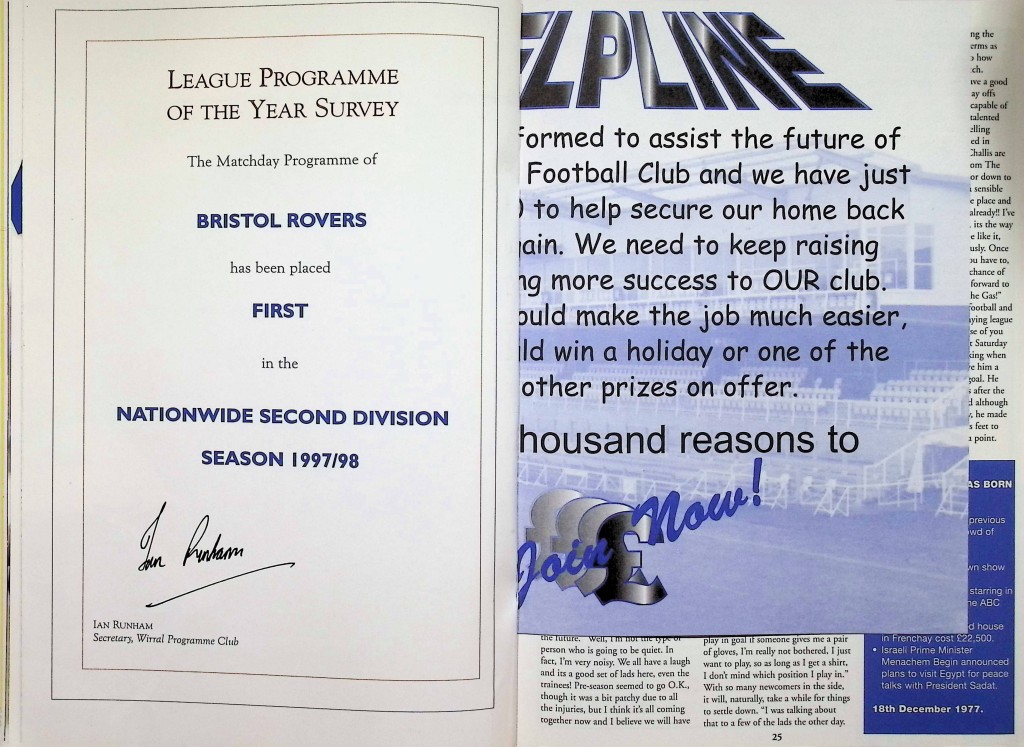 LEAGUE PROGRAMME
OF THE YEAR SURVEY
The Matchday Programme of
BRISTOL ROVERS
has been placed
FIRST
in the
NATIONWIDE SECOND DIVISION
SEASON 1997/98
Ian Runham
IAN RUNHAM
Secretary, Wirral Programme Club
ELPLINE
formed to assist the future of
Football Club and we have just
to help secure our home back
ain. We need to keep raising
ng more success to OUR club.
ould make the job much easier,
ld win a holiday or one of the
other prizes on offer.
housand reasons to
£££
Join Now!
ng the
erms as
how
ch.
ve a good
ay offs
capable of
talented
elling
ed in
Challis are
om The
or down to
sensible
e place and
already!! I've
. its the way
e like it,
usly. Once
ou have to,
chance of
forward to
he Gas!"
football and
ying league
se of you
t Saturday
king when
ve him a
goal. He
s after the
d although
y, he made
s feet to
a point.
AS BORN
previous
owd of
wn show
starring in
he ABC
d house
in Frenchay cost £22,500.
• Israeli Prime Minister
Menachem Begin announced
plans to visit Egypt for peace
talks with President Sadat.
18th December 1977.
the future. "Well, I'm not the type of
person who is going to be quiet. In
fact, I'm very noisy. We all have a laugh
and its a good set of lads here, even the
trainees! Pre-season seemed to go O.K.,
though it was a bit patchy due to all
the injuries, but I think it's all coming
together now and I believe we will have
play in goal if someone gives me a pair
of gloves, I'm really not bothered, I just
want to play, so as long as I get a shirt,
I don't mind which position I play in."
With so many newcomers in the side,
it will, naturally, take a while for things
to settle down. "I was talking about
that to a few of the lads the other day.
25